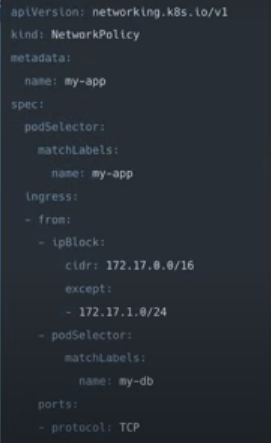 apiVersion: networking.k8s.io/v1
kind: NetworkPolicy
metadata:
  name: my-app
spec:
  podSelector:
    matchLabels:
      name: my-app
  ingress:
  - from:
    - ipBlock:
        cidr: 172.17.0.0/16
        except:
        - 172.17.1.0/24
    - podSelector:
        matchLabels:
          name: my-db
    ports:
    - protocol: TCP